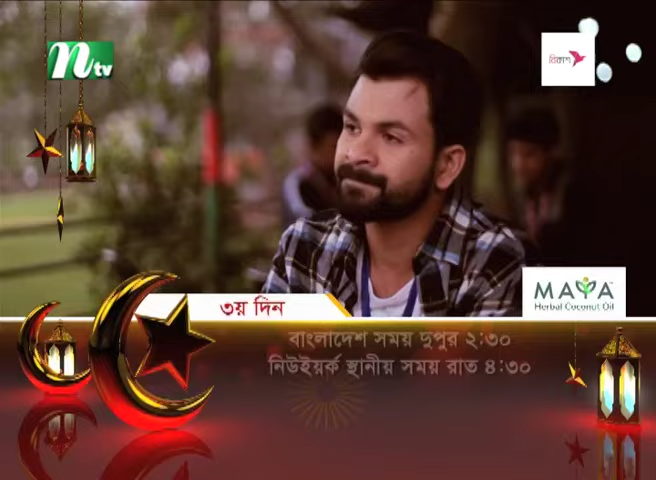 ntv
বিকাশ
MAYA
Herbal Coconut Oil
৩য় দিন
বাংলাদেশ সময় দুপুর ২:৩০
নিউইয়র্ক স্থানীয় সময় রাত ৪:৩০